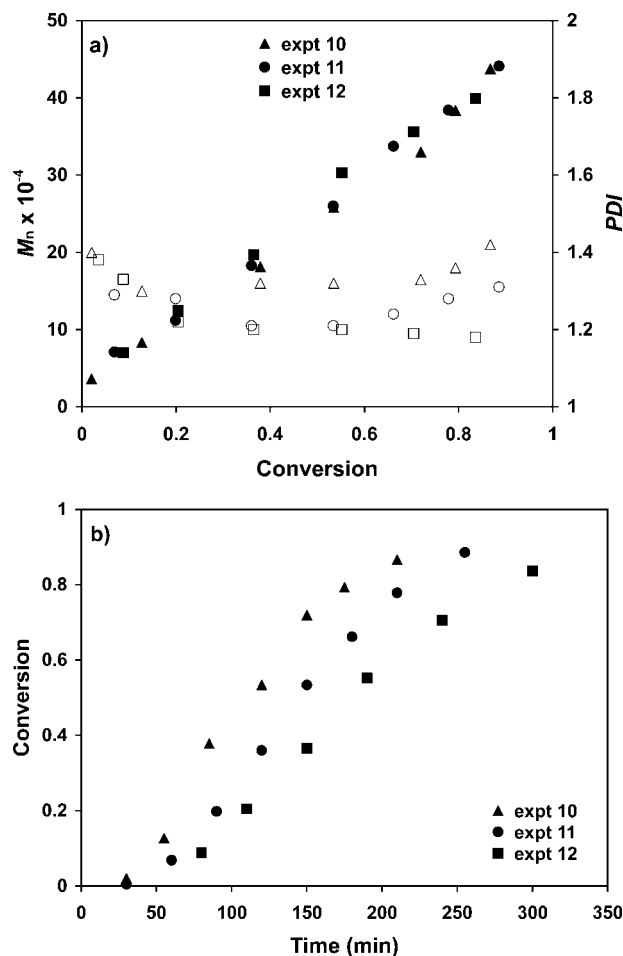 a)
expt 10
expt 11
expt 12
50
40
30
20
10
0
Mn x 10-4
2
1.8
1.6
1.4
1.2
1
PDI
0 0.2 0.4 0.6 0.8 1
Conversion
b)
1
0.8
0.6
0.4
0.2
0
Conversion
expt 10
expt 11
expt 12
0 50 100 150 200 250 300 350
Time (min)